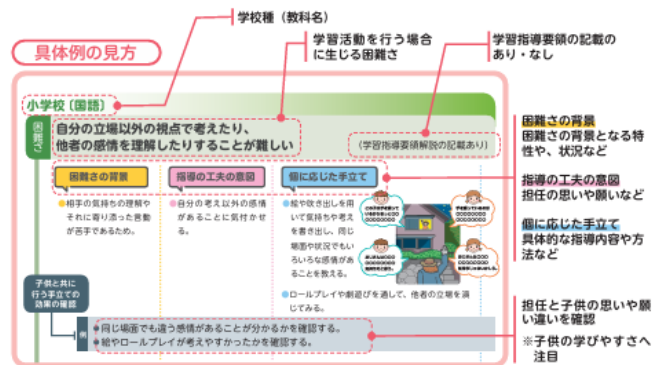 学校種（教科名）
具体例の見方
学習活動を行う場合
に生じる困難さ
学習指導要領の記載の
あり・なし
小学校〔国語〕
困難さ
自分の立場以外の視点で考えたり、
他者の感情を理解したりすることが難しい
（学習指導要領解説の記載あり）
困難さの背景
●相手の気持ちの理解や
それに寄り添った言動
が苦手であるため。
指導の工夫の意図
●自分の考え以外の感情
があることに気付かせ
る。
個に応じた手立て
●絵や吹き出しを用
いて気持ちや考え
を書き出し、同じ
場面や状況でもい
ろいろな感情があ
ることを教える。
●ロールプレイや劇遊びを通して、他者の立場を演
じてみる。
子供と共に
行う手立ての
効果の確認
例
●同じ場面でも違う感情があることが分かるかを確認する。
●絵やロールプレイが考えやすかったかを確認する。
困難さの背景
困難さの背景となる特
性や、状況など
指導の工夫の意図
担任の思いや願いなど
個に応じた手立て
具体的な指導内容や方
法など
担任と子供の思いや願
い違いを確認
※子供の学びやすさへ
注目